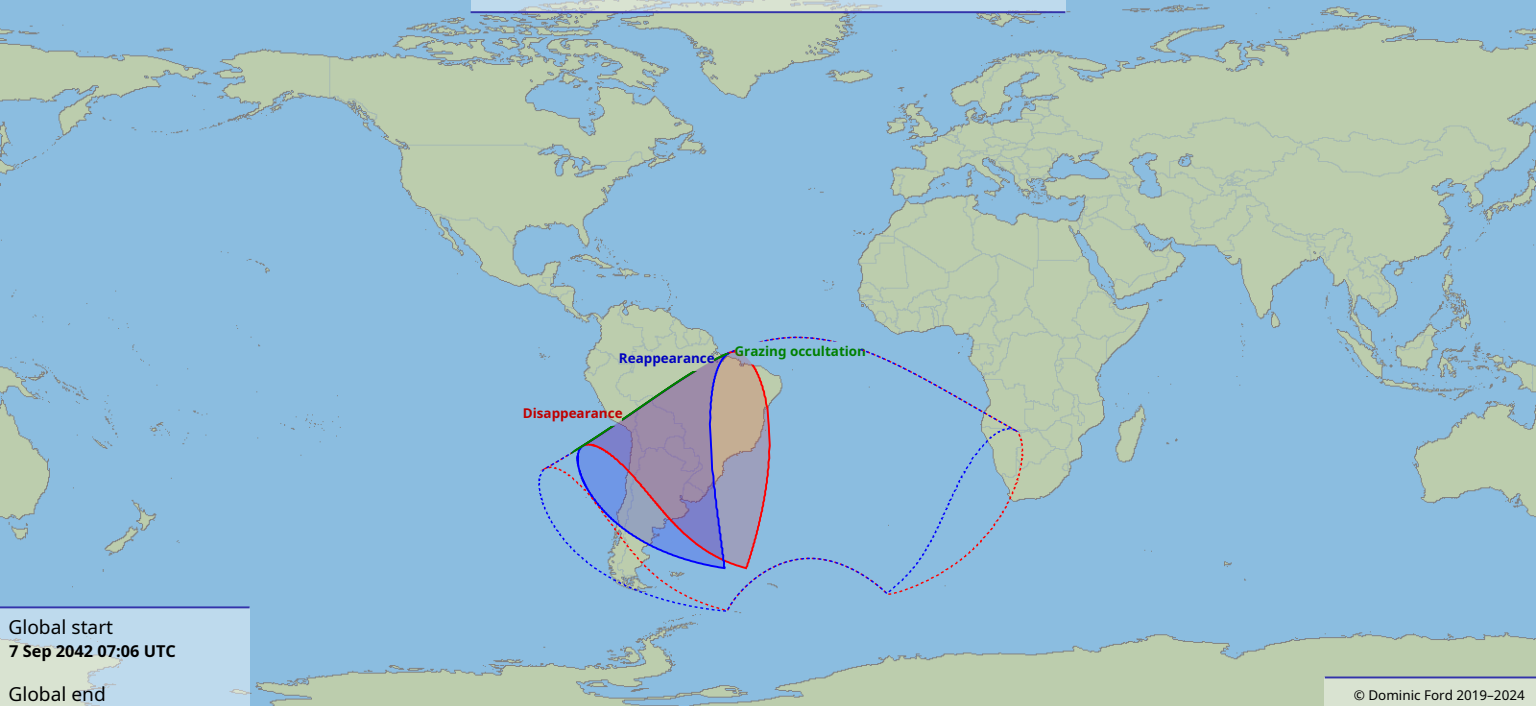 Reappearance
Grazing occultation
Disappearance
Global start
7 Sep 2042 07:06 UTC
Global end
© Dominic Ford 2019–2024